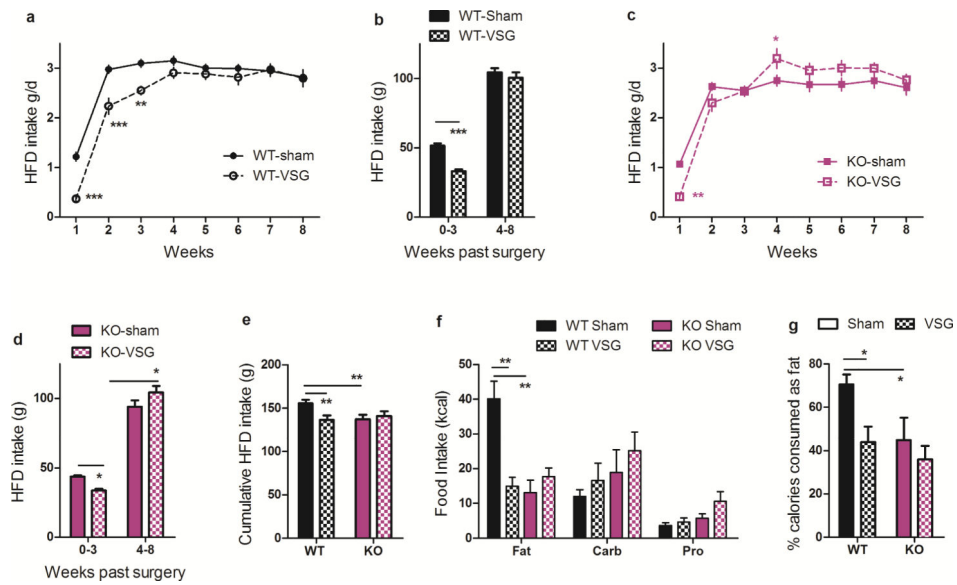 a
HFD intake g/d
3
2
1
0
***
***
**
WT-sham
WT-VSG
1 2 3 4 5 6 7 8
Weeks
b
WT-Sham
WT-VSG
HFD intake (g)
100
50
0
***
0-3 4-8
Weeks past surgery
c
HFD intake g/d
3
2
1
0
*
**
KO-sham
KO-VSG
1 2 3 4 5 6 7 8
Weeks
d
KO-sham
KO-VSG
HFD intake (g)
100
50
0
*
*
0-3 4-8
Weeks past surgery
e
Cumulative HFD intake (g)
200
150
100
50
0
**
**
WT KO
f
WT Sham KO Sham
WT VSG KO VSG
Food Intake (kcal)
60
40
20
10
0
**
**
Fat Carb Pro
g
Sham VSG
% calories consumed as fat
80
60
40
20
0
*
*
WT KO